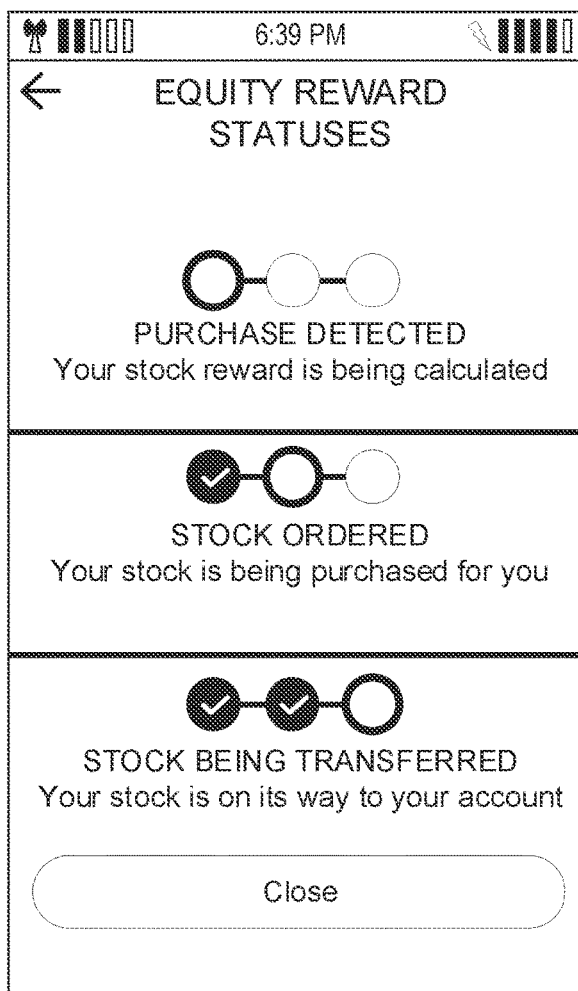 6:39 PM
EQUITY REWARD
STATUSES
PURCHASE DETECTED
Your stock reward is being calculated
STOCK ORDERED
Your stock is being purchased for you
STOCK BEING TRANSFERRED
Your stock is on its way to your account
Close